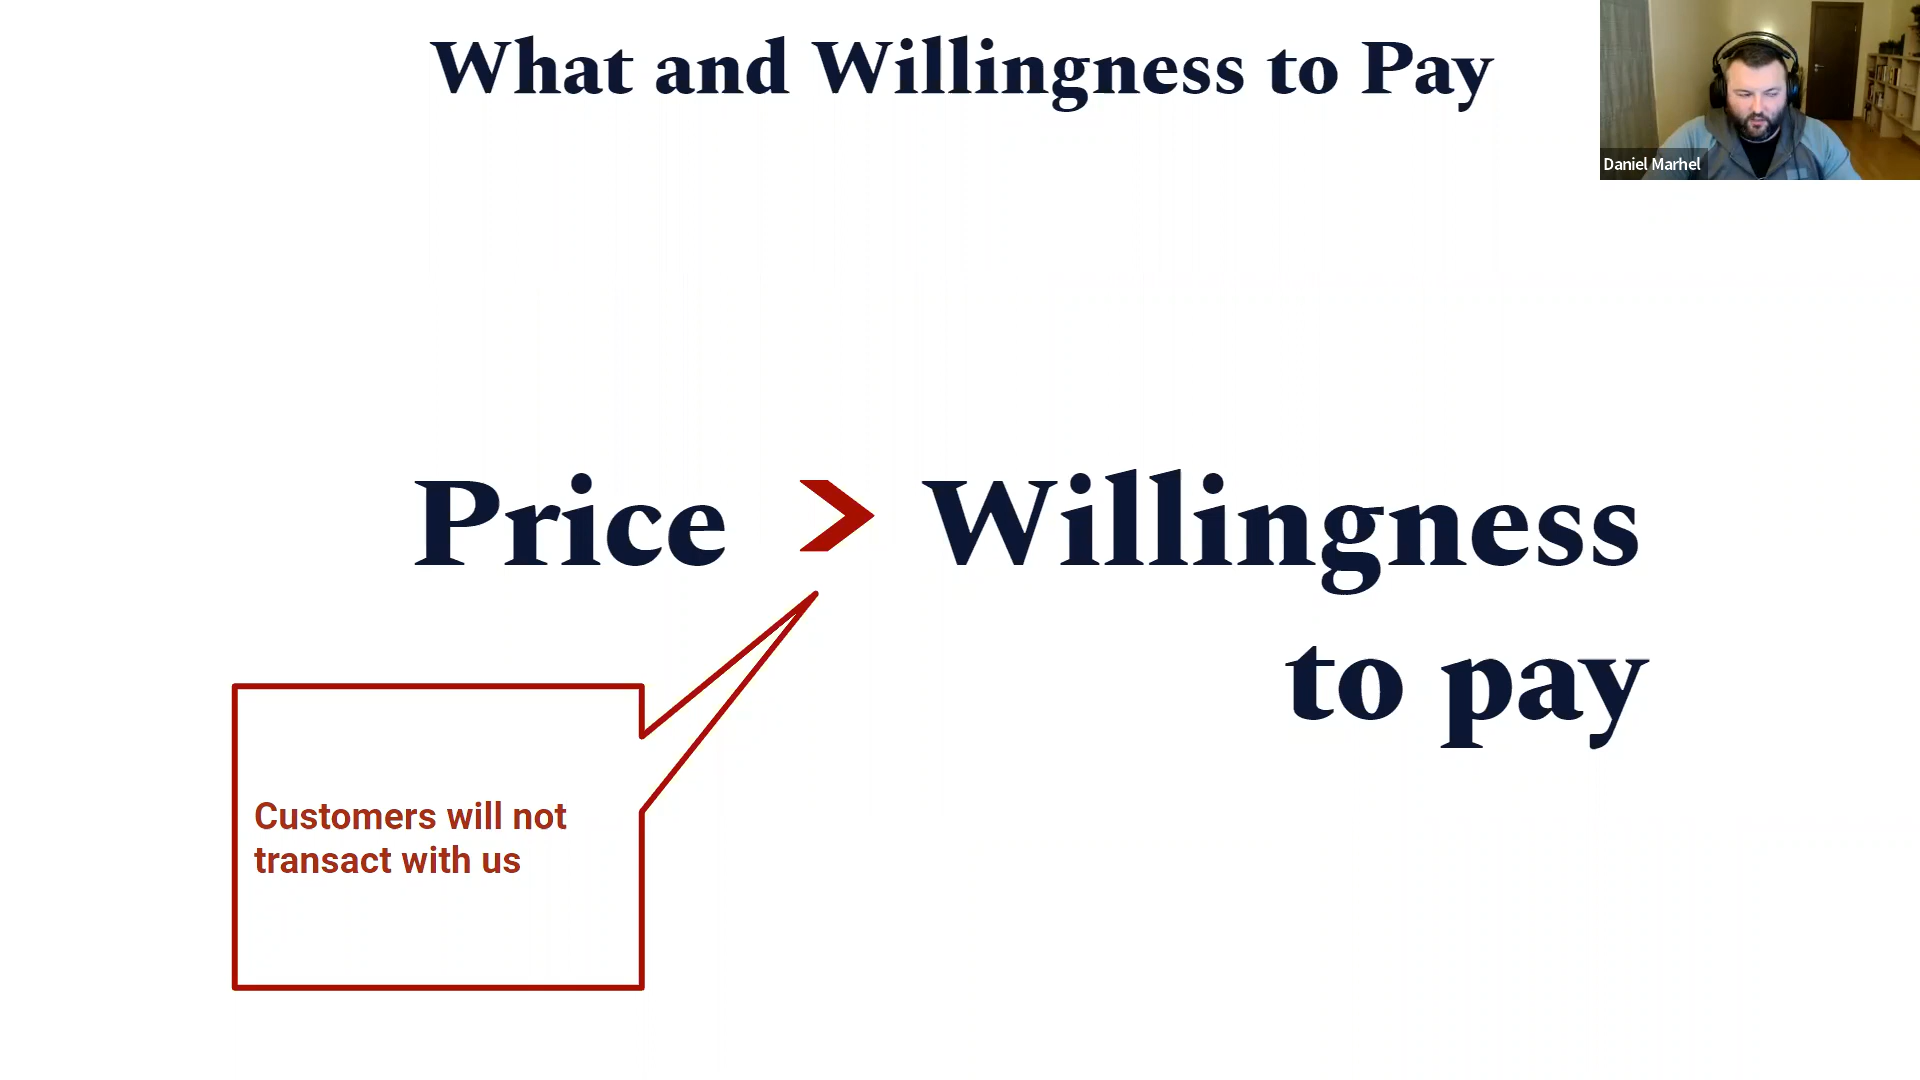 What and Willingness to Pay
Daniel Marhel
Price > Willingness
to pay
Customers will not
transact with us